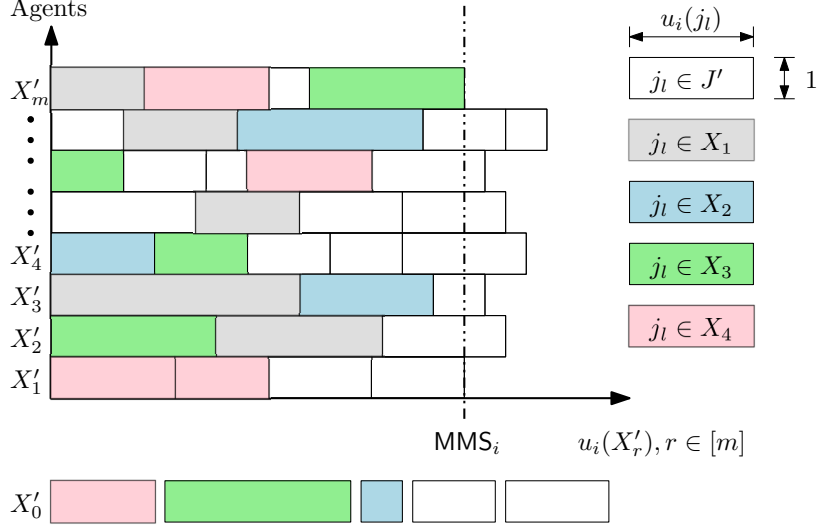 Agents
u_i(j_l)
X′_m
j_l ∈ J′
1
j_l ∈ X_1
j_l ∈ X_2
X′_4
j_l ∈ X_3
X′_3
j_l ∈ X_4
X′_2
X′_1
MMS_i
u_i(X′_r), r ∈ [m]
X′_0